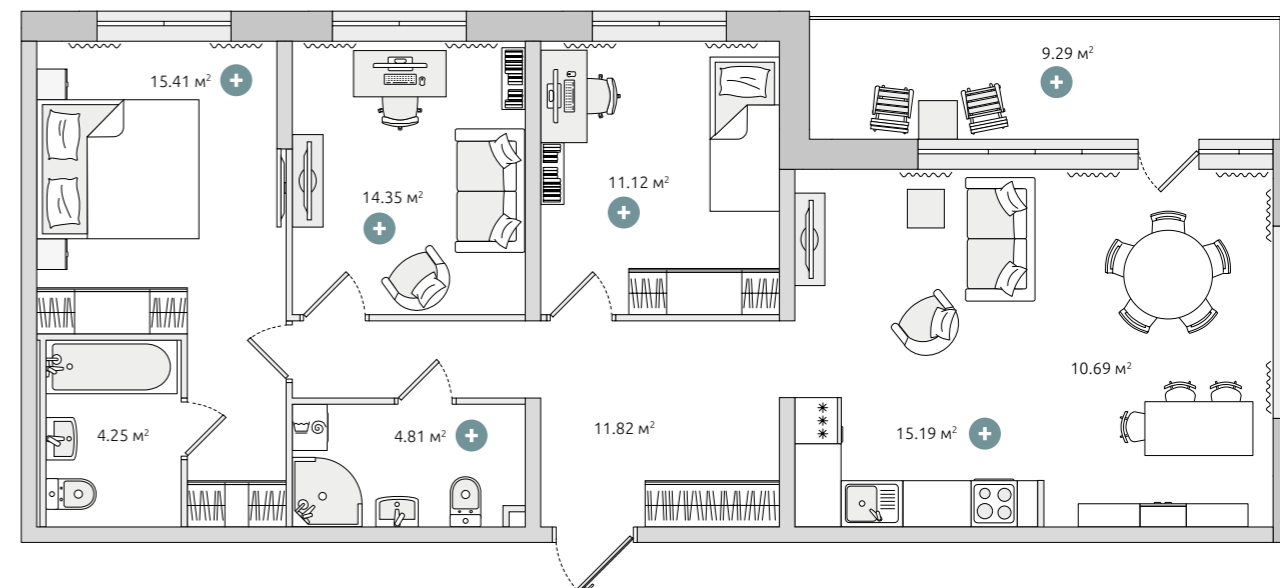 15.41 м²
9.29 м²
14.35 м²
11.12 м²
10.69 м²
4.25 м²
4.81 м²
11.82 м²
15.19 м²